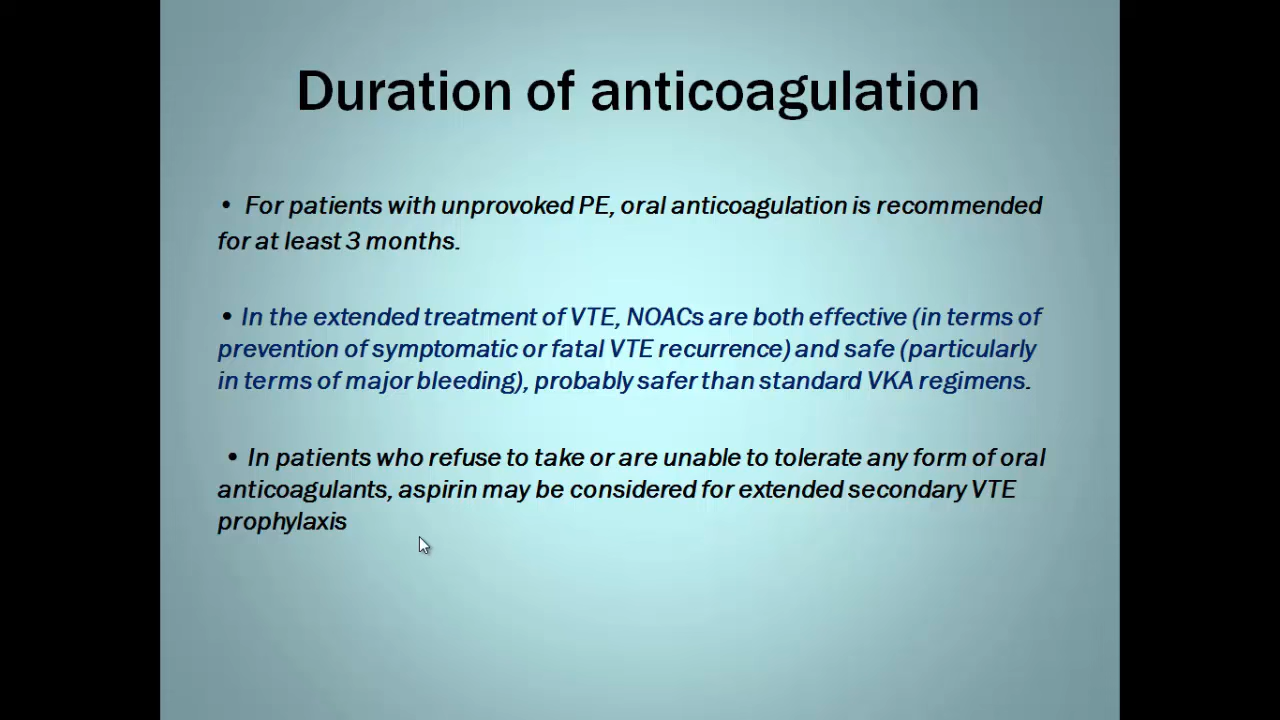 Duration of anticoagulation
• For patients with unprovoked PE, oral anticoagulation is recommended
for at least 3 months.
• In the extended treatment of VTE, NOACs are both effective (in terms of
prevention of symptomatic or fatal VTE recurrence) and safe (particularly
in terms of major bleeding), probably safer than standard VKA regimens.
• In patients who refuse to take or are unable to tolerate any form of oral
anticoagulants, aspirin may be considered for extended secondary VTE
prophylaxis